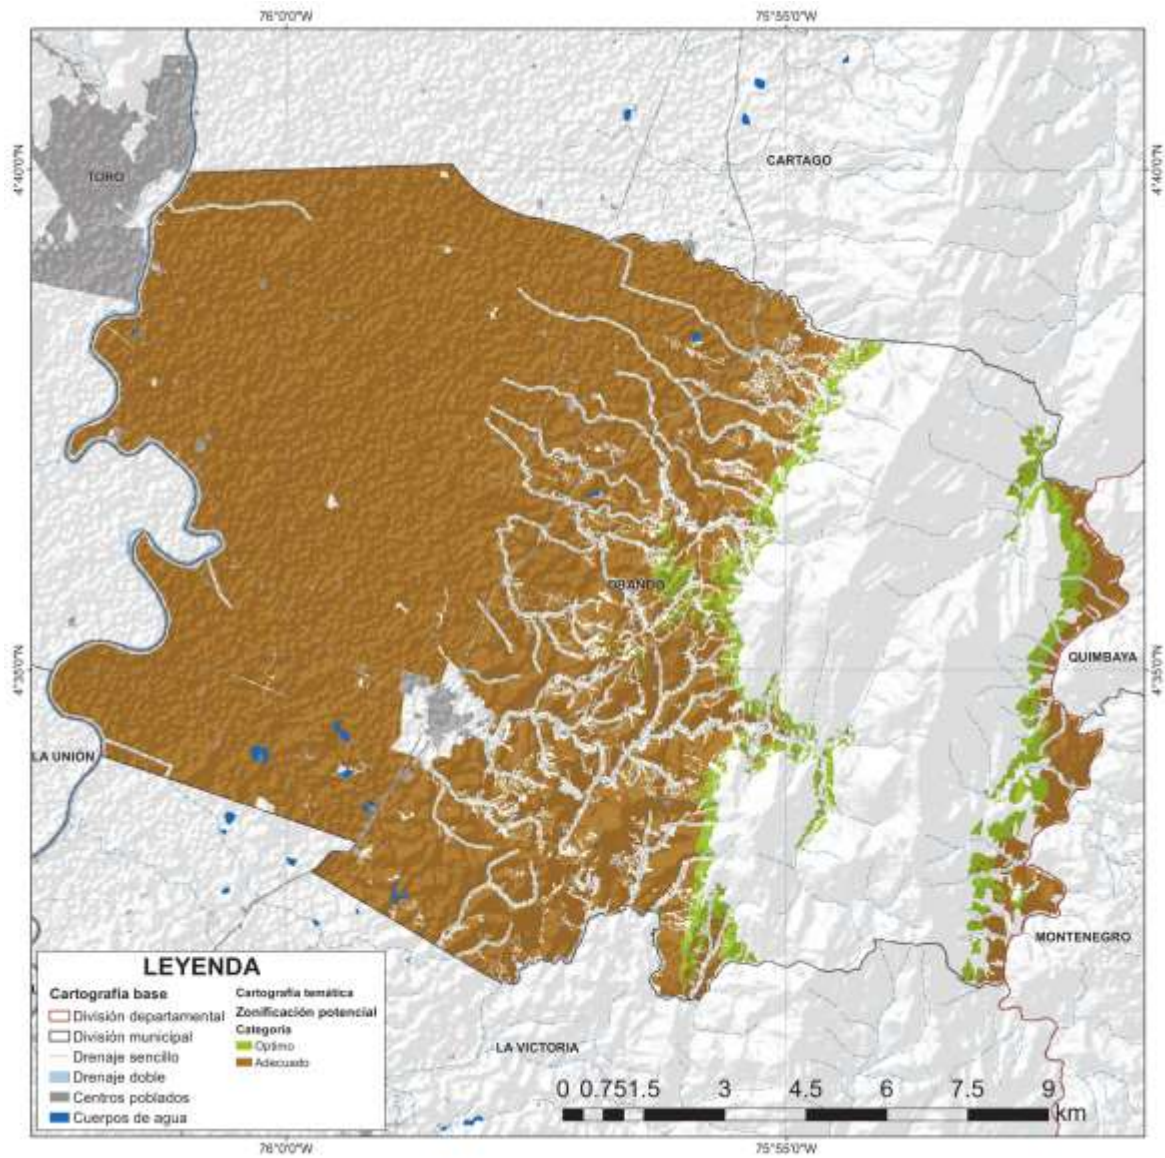 76°0'0"W 75°55'0"W
4°40'0"N 4°40'0"N
CARTAGO
TORO
OBANDO
4°35'0"N 4°35'0"N
QUIMBAYA
LA UNION
MONTENEGRO
LA VICTORIA
LEYENDA
Cartografía base
División departamental
División municipal
Drenaje sencillo
Drenaje doble
Centros poblados
Cuerpos de agua
Cartografía temática
Zonificación potencial
Categoría
Optimo
Adecuado
0 0.75 1.5 3 4.5 6 7.5 9
km
76°0'0"W 75°55'0"W